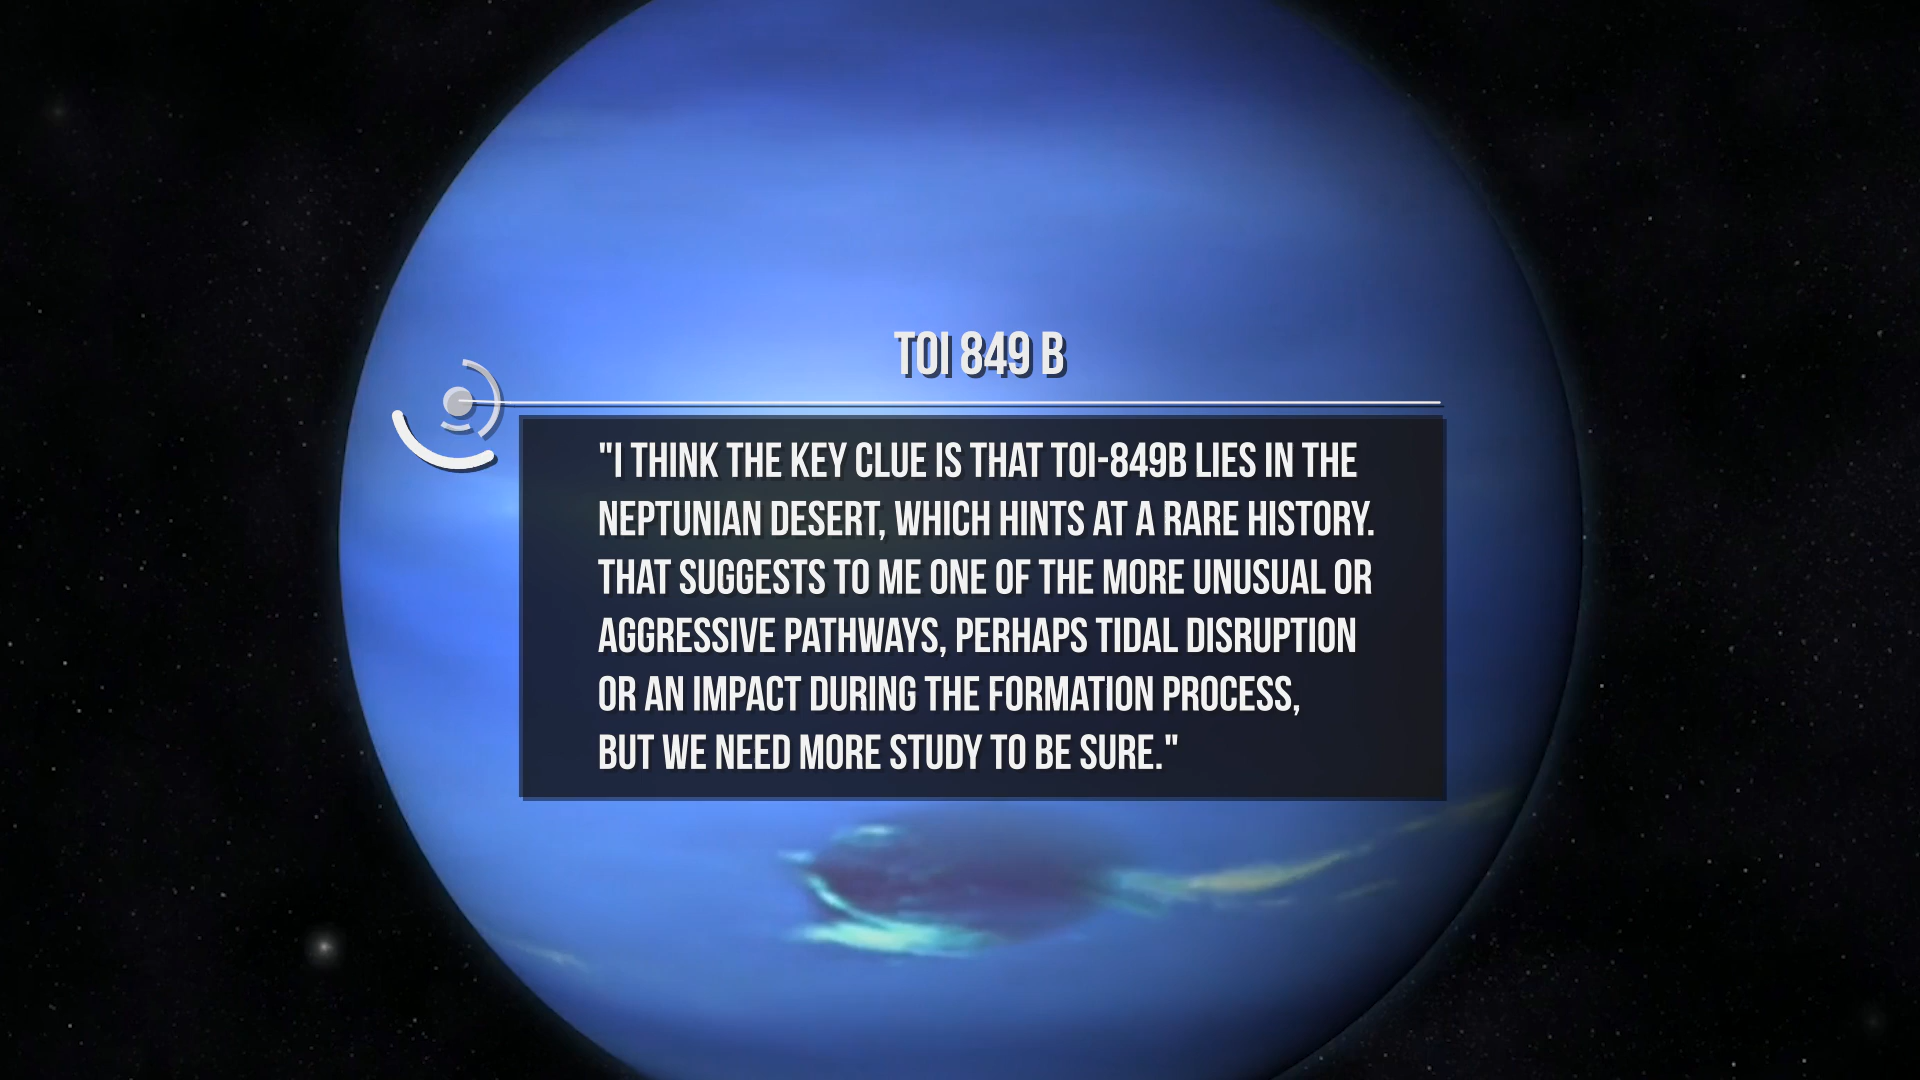 TOI 849 B
"I THINK THE KEY CLUE IS THAT TOI-849B LIES IN THE
NEPTUNIAN DESERT, WHICH HINTS AT A RARE HISTORY.
THAT SUGGESTS TO ME ONE OF THE MORE UNUSUAL OR
AGGRESSIVE PATHWAYS, PERHAPS TIDAL DISRUPTION
OR AN IMPACT DURING THE FORMATION PROCESS,
BUT WE NEED MORE STUDY TO BE SURE."